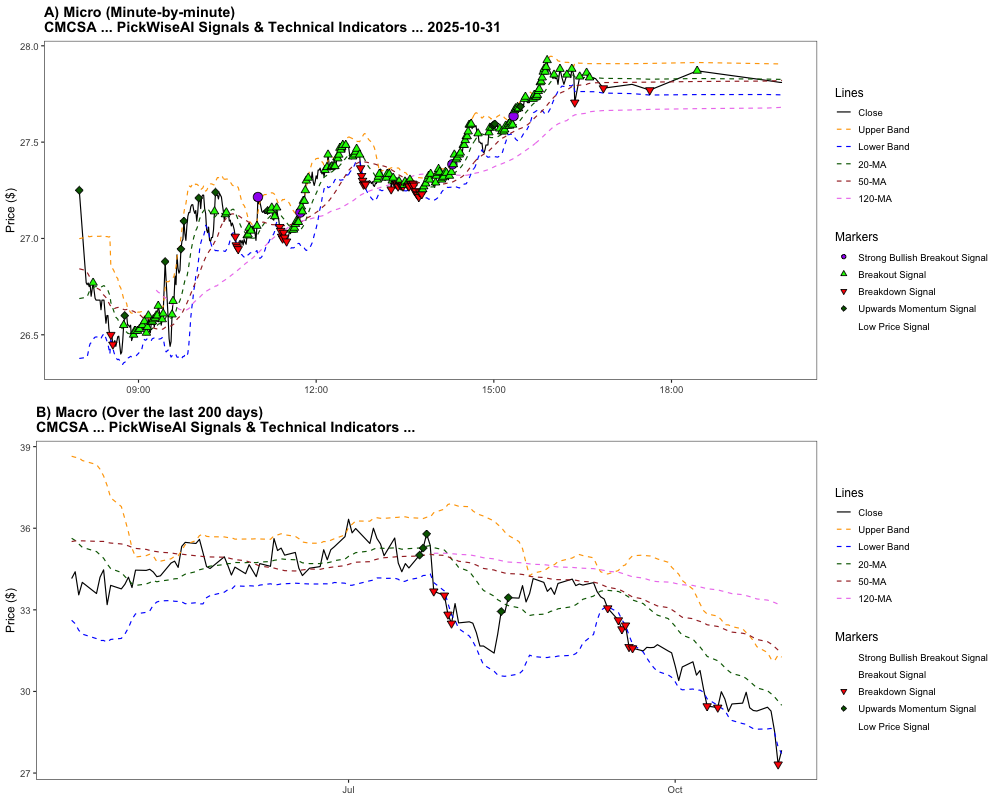 A) Micro (Minute-by-minute)
CMCSA ... PickWiseAI Signals & Technical Indicators ... 2025-10-31
28.0
27.5
27.0
26.5
Price ($)
09:00
12:00
15:00
18:00
Lines
Close
Upper Band
Lower Band
20-MA
50-MA
120-MA
Markers
Strong Bullish Breakout Signal
Breakout Signal
Breakdown Signal
Upwards Momentum Signal
Low Price Signal
B) Macro (Over the last 200 days)
CMCSA ... PickWiseAI Signals & Technical Indicators ...
39
36
33
30
27
Price ($)
Jul
Oct
Lines
Close
Upper Band
Lower Band
20-MA
50-MA
120-MA
Markers
Strong Bullish Breakout Signal
Breakout Signal
Breakdown Signal
Upwards Momentum Signal
Low Price Signal